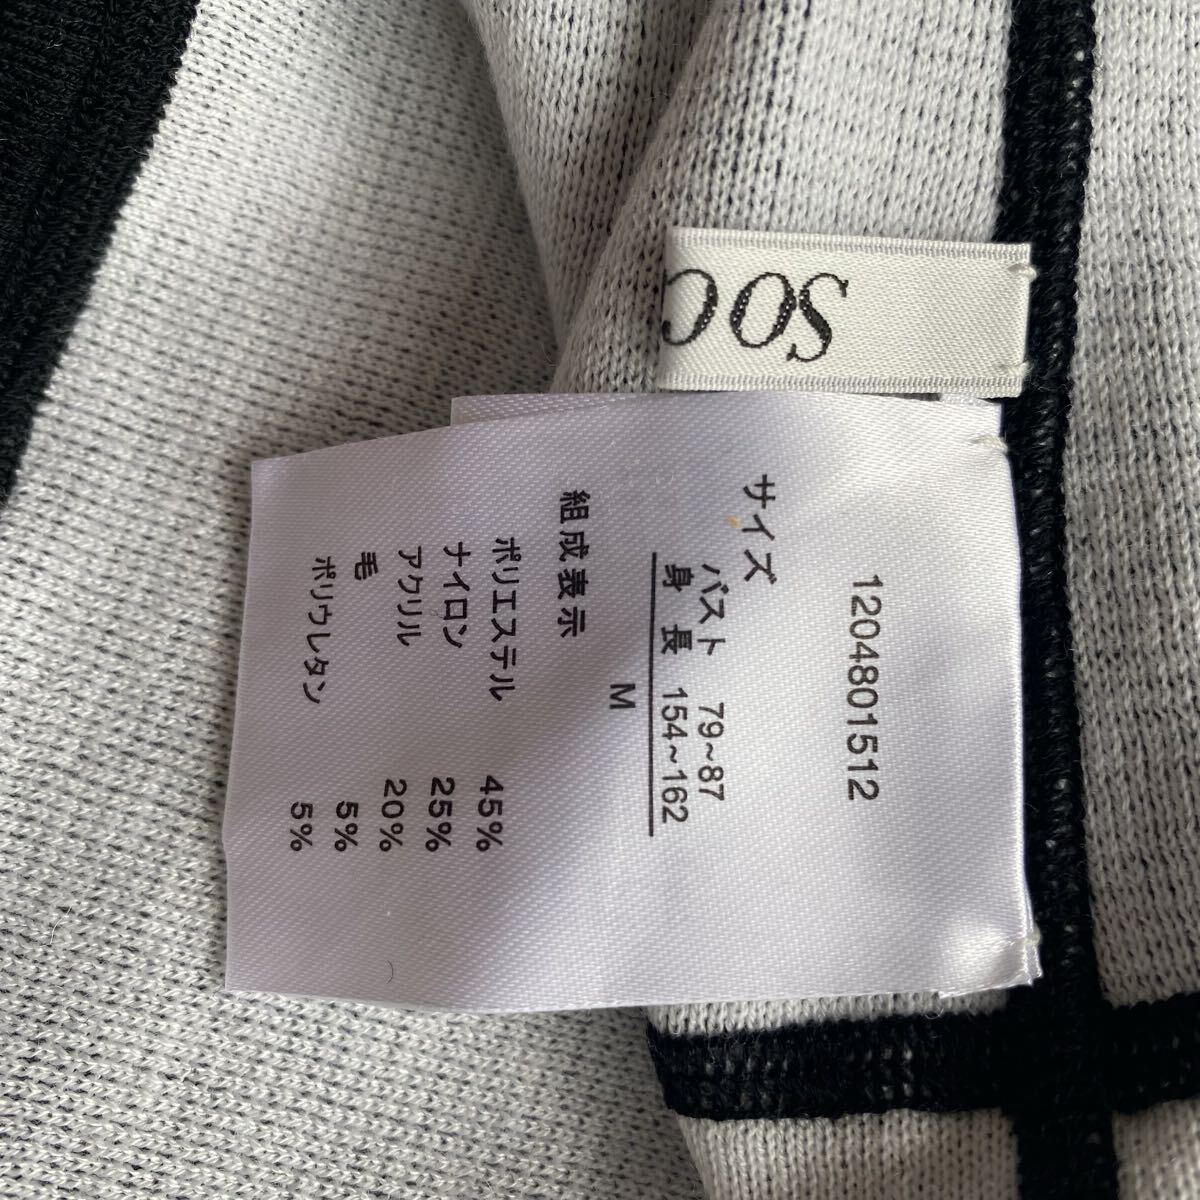 SOC
1204801512
サイズ
バスト 79~87
身長 154~162
M
組成表示
ポリエステル 45%
ナイロン 25%
アクリル 20%
毛 5%
ポリウレタン 5%